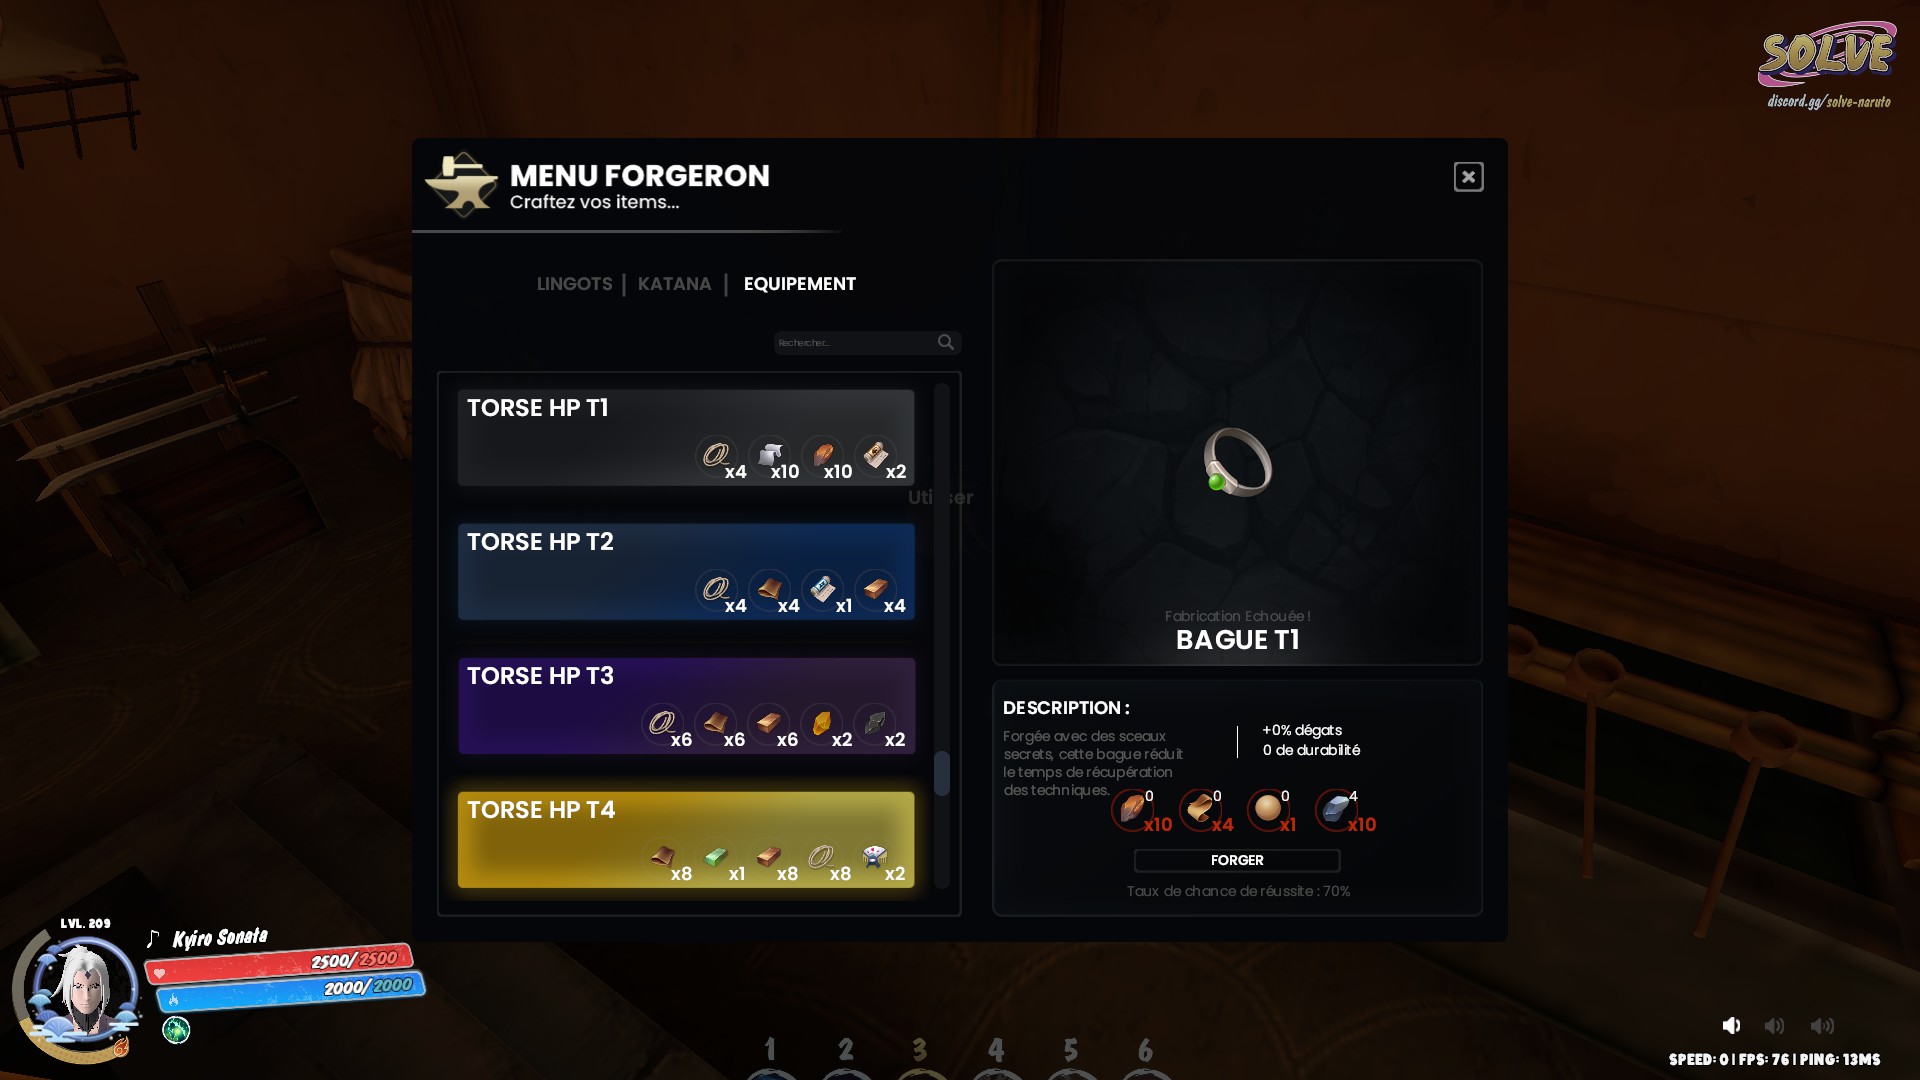 SOLVE
discord.gg/solve-naruto
MENU FORGERON
Craftez vos items...
LINGOTS | KATANA | EQUIPEMENT
Rechercher...
TORSE HP T1
x4 x10 x10 x2
TORSE HP T2
x4 x4 x1 x4
TORSE HP T3
x6 x6 x6 x2 x2
TORSE HP T4
x8 x1 x8 x8 x2
Fabrication Echouée !
BAGUE T1
DESCRIPTION :
Forgée avec des sceaux
secrets, cette bague réduit
le temps de récupération
des techniques.
+0% dégats
0 de durabilité
0 0 0 4
x10 x4 x1 x10
FORGER
Taux de chance de réussite : 70%
LVL. 209
Kyiro Sonata
2500/2500
2000/2000
1 2 3 4 5 6
SPEED: 0 | FPS: 76 | PING: 13MS